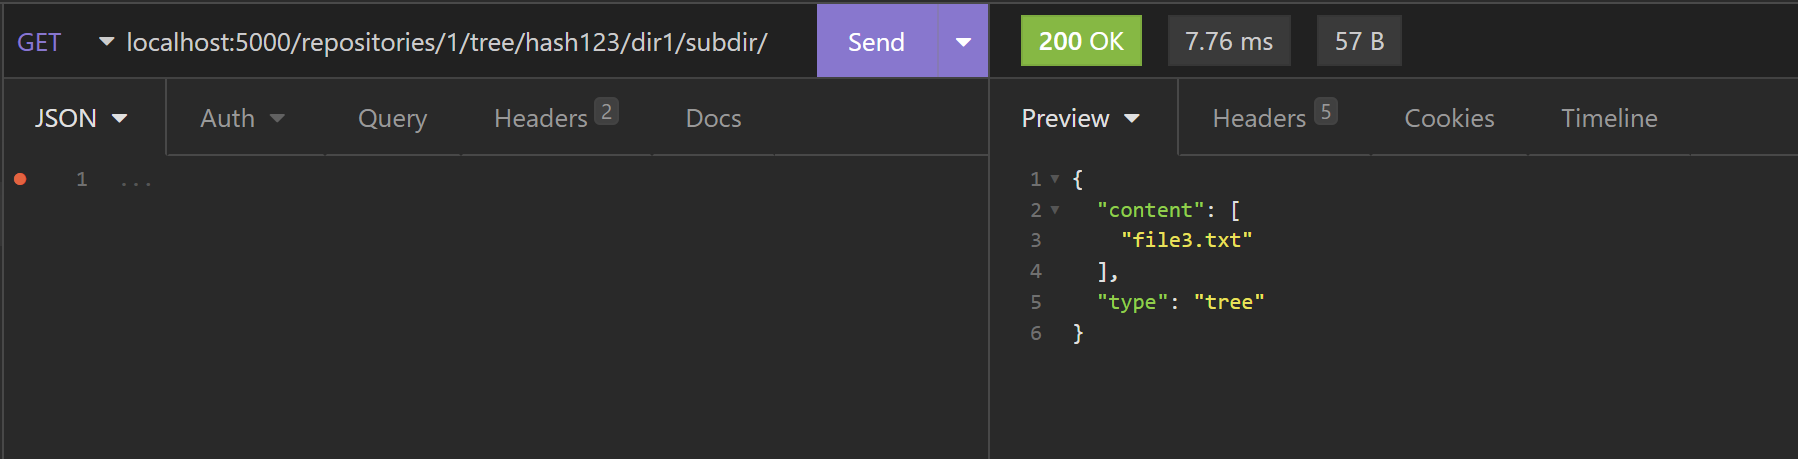 GET localhost:5000/repositories/1/tree/hash123/dir1/subdir/ Send 200 OK 7.76 ms 57 B
JSON Auth Query Headers 2 Docs Preview Headers 5 Cookies Timeline
1 ...
1 {
2 "content": [
3 "file3.txt"
4 ],
5 "type": "tree"
6 }